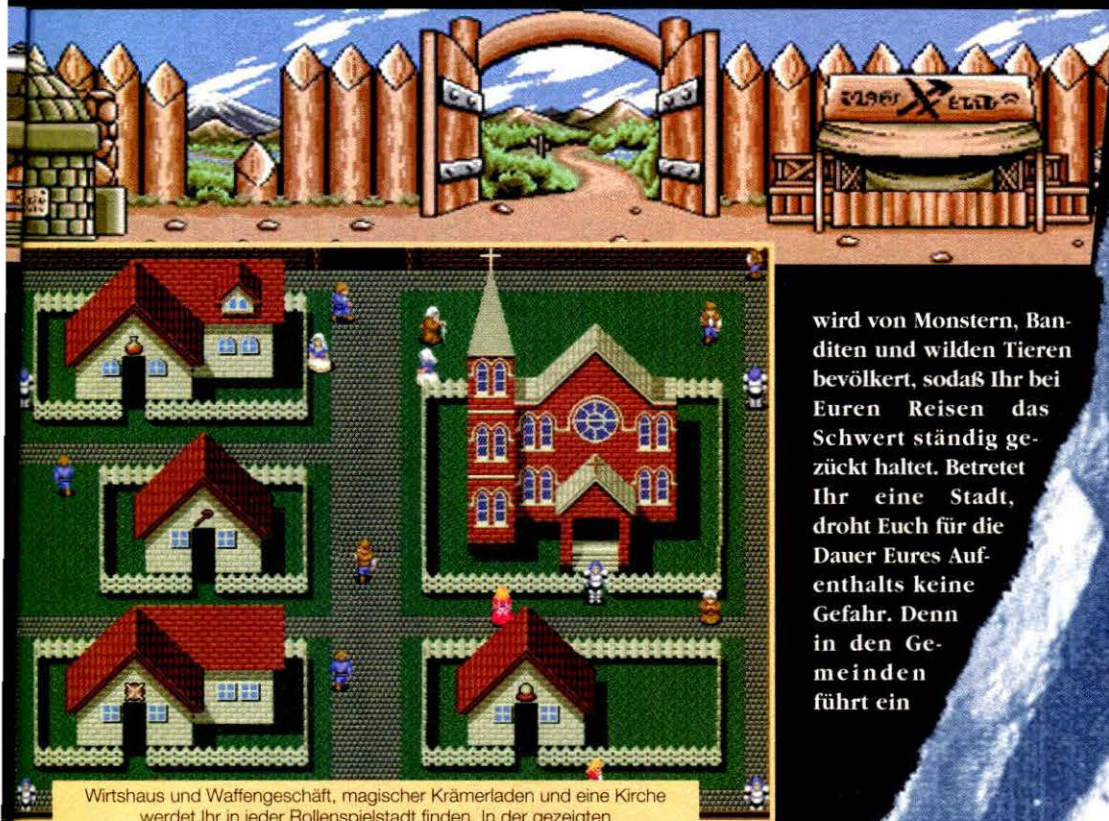 wird von Monstern, Ban-
diten und wilden Tieren
bevölkert, sodaß Ihr bei
Euren Reisen das
Schwert ständig ge-
zückt haltet. Betretet
Ihr eine Stadt,
droht Euch für die
Dauer Eures Auf-
enthalts keine
Gefahr. Denn
in den Ge-
meinden
führt ein
Wirtshaus und Waffengeschäft, magischer Krämerladen und eine Kirche
werdet Ihr in jeder Rollenspielstadt finden. In der gezeigten